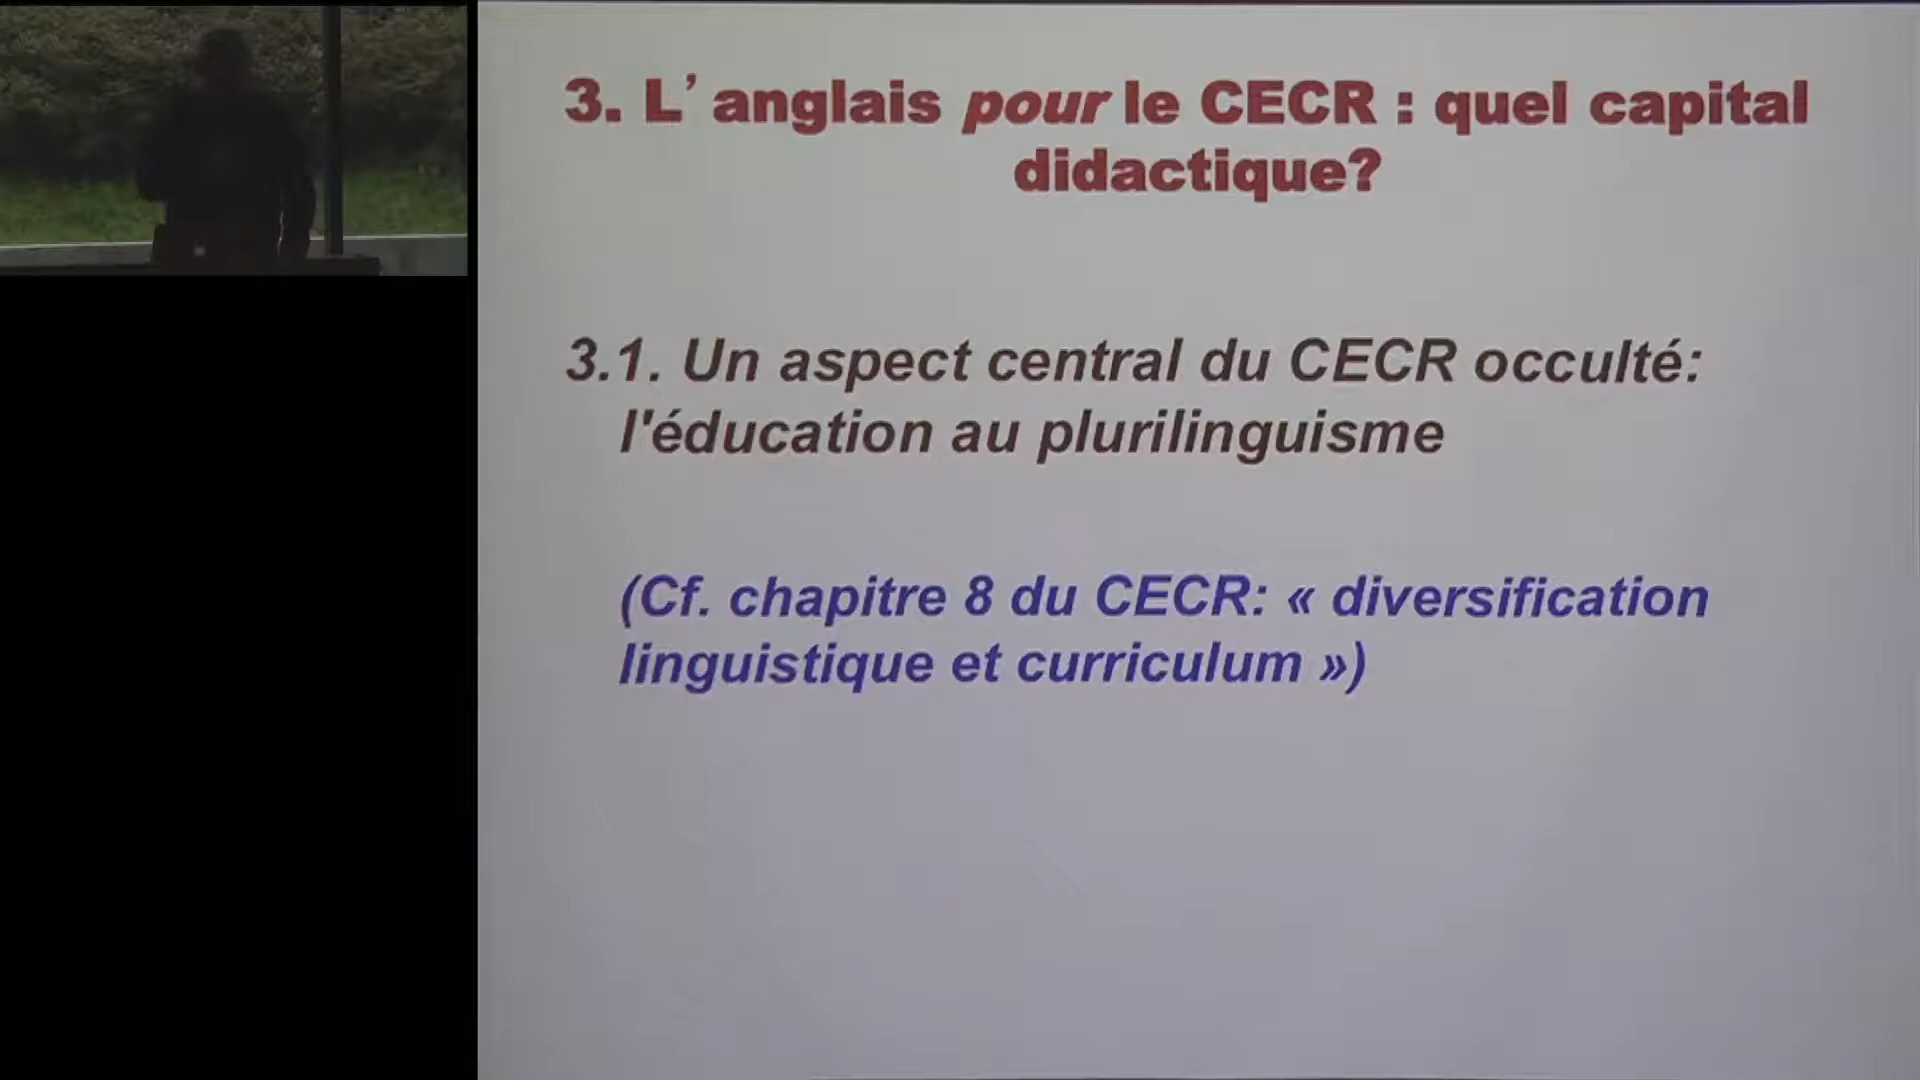 3. L’ anglais pour le CECR : quel capital
didactique?
3.1. Un aspect central du CECR occulté:
l'éducation au plurilinguisme
(Cf. chapitre 8 du CECR: « diversification
linguistique et curriculum »)